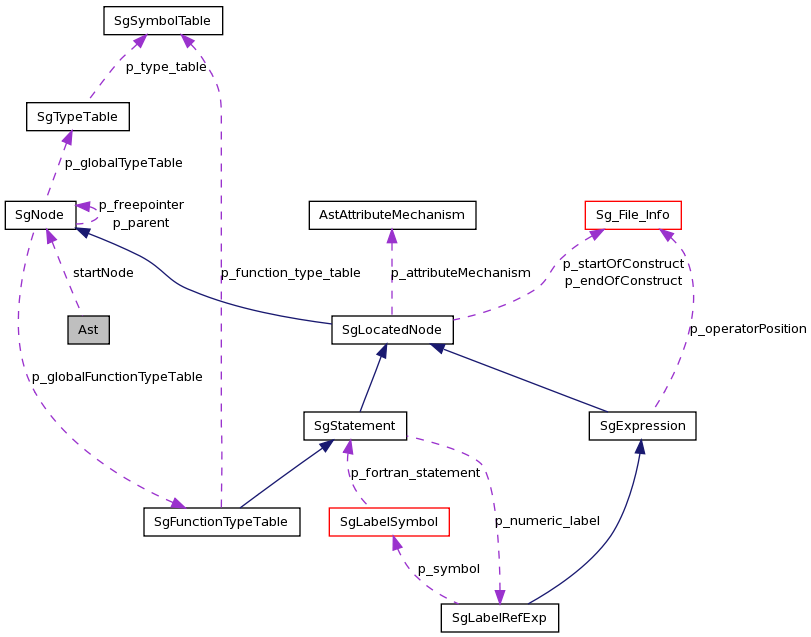 SgSymbolTable
p_type_table
SgTypeTable
p_globalTypeTable
p_freepointer
p_parent
SgNode
AstAttributeMechanism
Sg_File_Info
startNode
p_function_type_table
p_attributeMechanism
p_startOfConstruct
p_endOfConstruct
Ast
SgLocatedNode
p_operatorPosition
p_globalFunctionTypeTable
SgStatement
SgExpression
p_fortran_statement
SgFunctionTypeTable
SgLabelSymbol
p_numeric_label
p_symbol
SgLabelRefExp